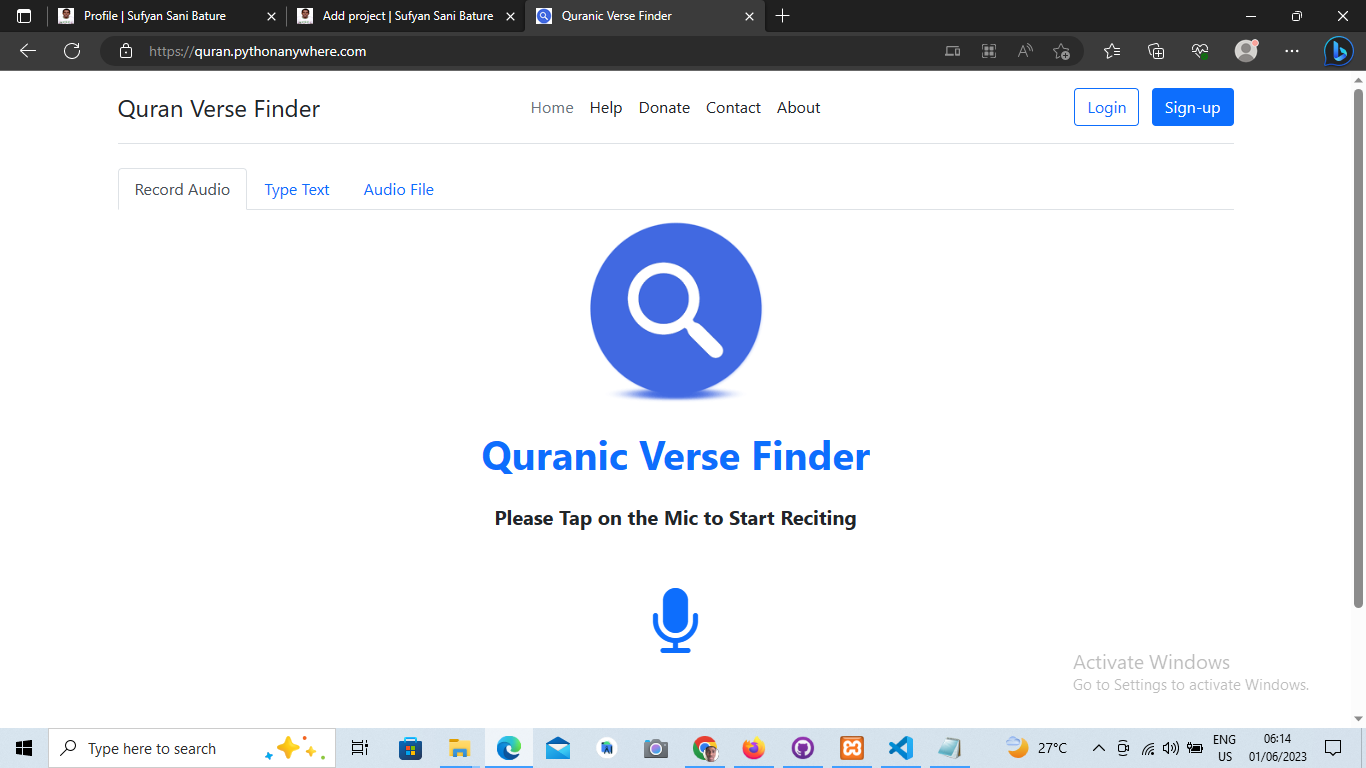 Profile | Sufyan Sani Bature
Add project | Sufyan Sani Bature
Quranic Verse Finder
https://quran.pythonanywhere.com
Quran Verse Finder
Home Help Donate Contact About
Login Sign-up
Record Audio Type Text Audio File
Quranic Verse Finder
Please Tap on the Mic to Start Reciting
Activate Windows
Go to Settings to activate Windows.
Type here to search
27°C
ENG
US
06:14
01/06/2023